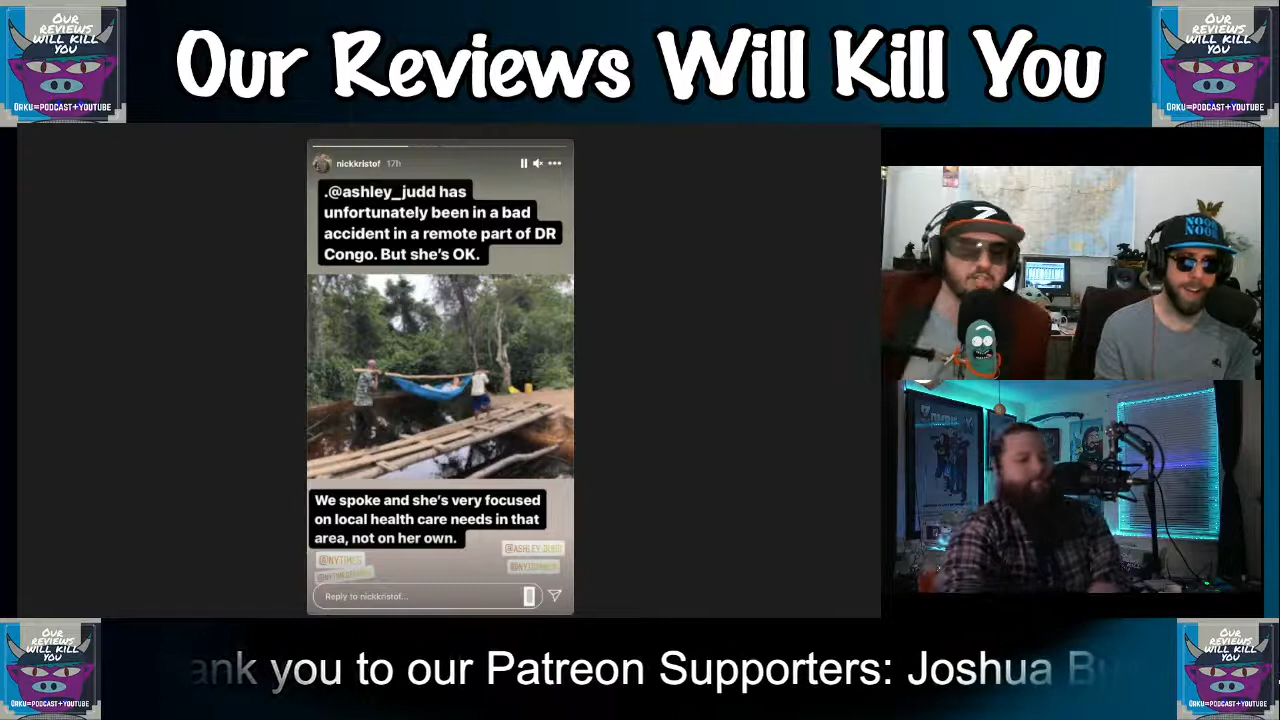 OUR
REVIEWS
WILL KILL
YOU
ORKU=PODCAST+YOUTUBE
Our Reviews Will Kill You
OUR
REVIEWS
WILL KILL
YOU
ORKU=PODCAST+YOUTUBE
nickkristof 17h
.@ashley_judd has
unfortunately been in a bad
accident in a remote part of DR
Congo. But she's OK.
We spoke and she's very focused
on local health care needs in that
area, not on her own.
@NYTIMES
@ASHLEY_JUDD
Reply to nickkristof...
Z
NOOB
NOOB
OUR
REVIEWS
WILL KILL
YOU
ORKU=PODCAST+YOUTUBE
ank you to our Patreon Supporters: Joshua B
OUR
REVIEWS
WILL KILL
YOU
ORKU=PODCAST+YOUTUBE